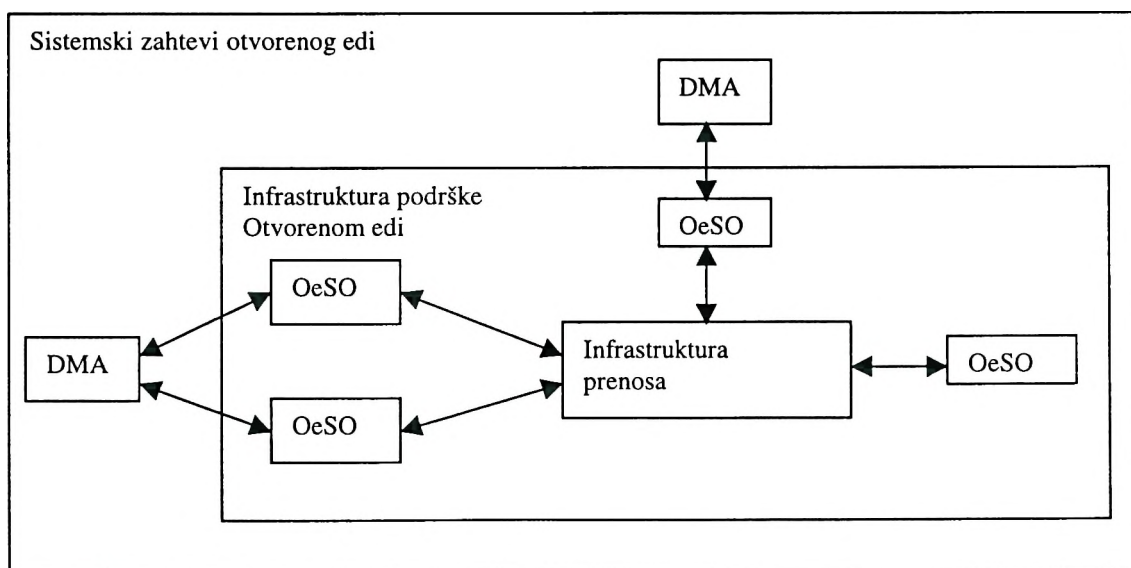 Sistemski zahtevi otvorenog edi
DMA
Infrastruktura podrške
Otvorenom edi
OeSO
OeSO
DMA
Infrastruktura
prenosa
OeSO
OeSO